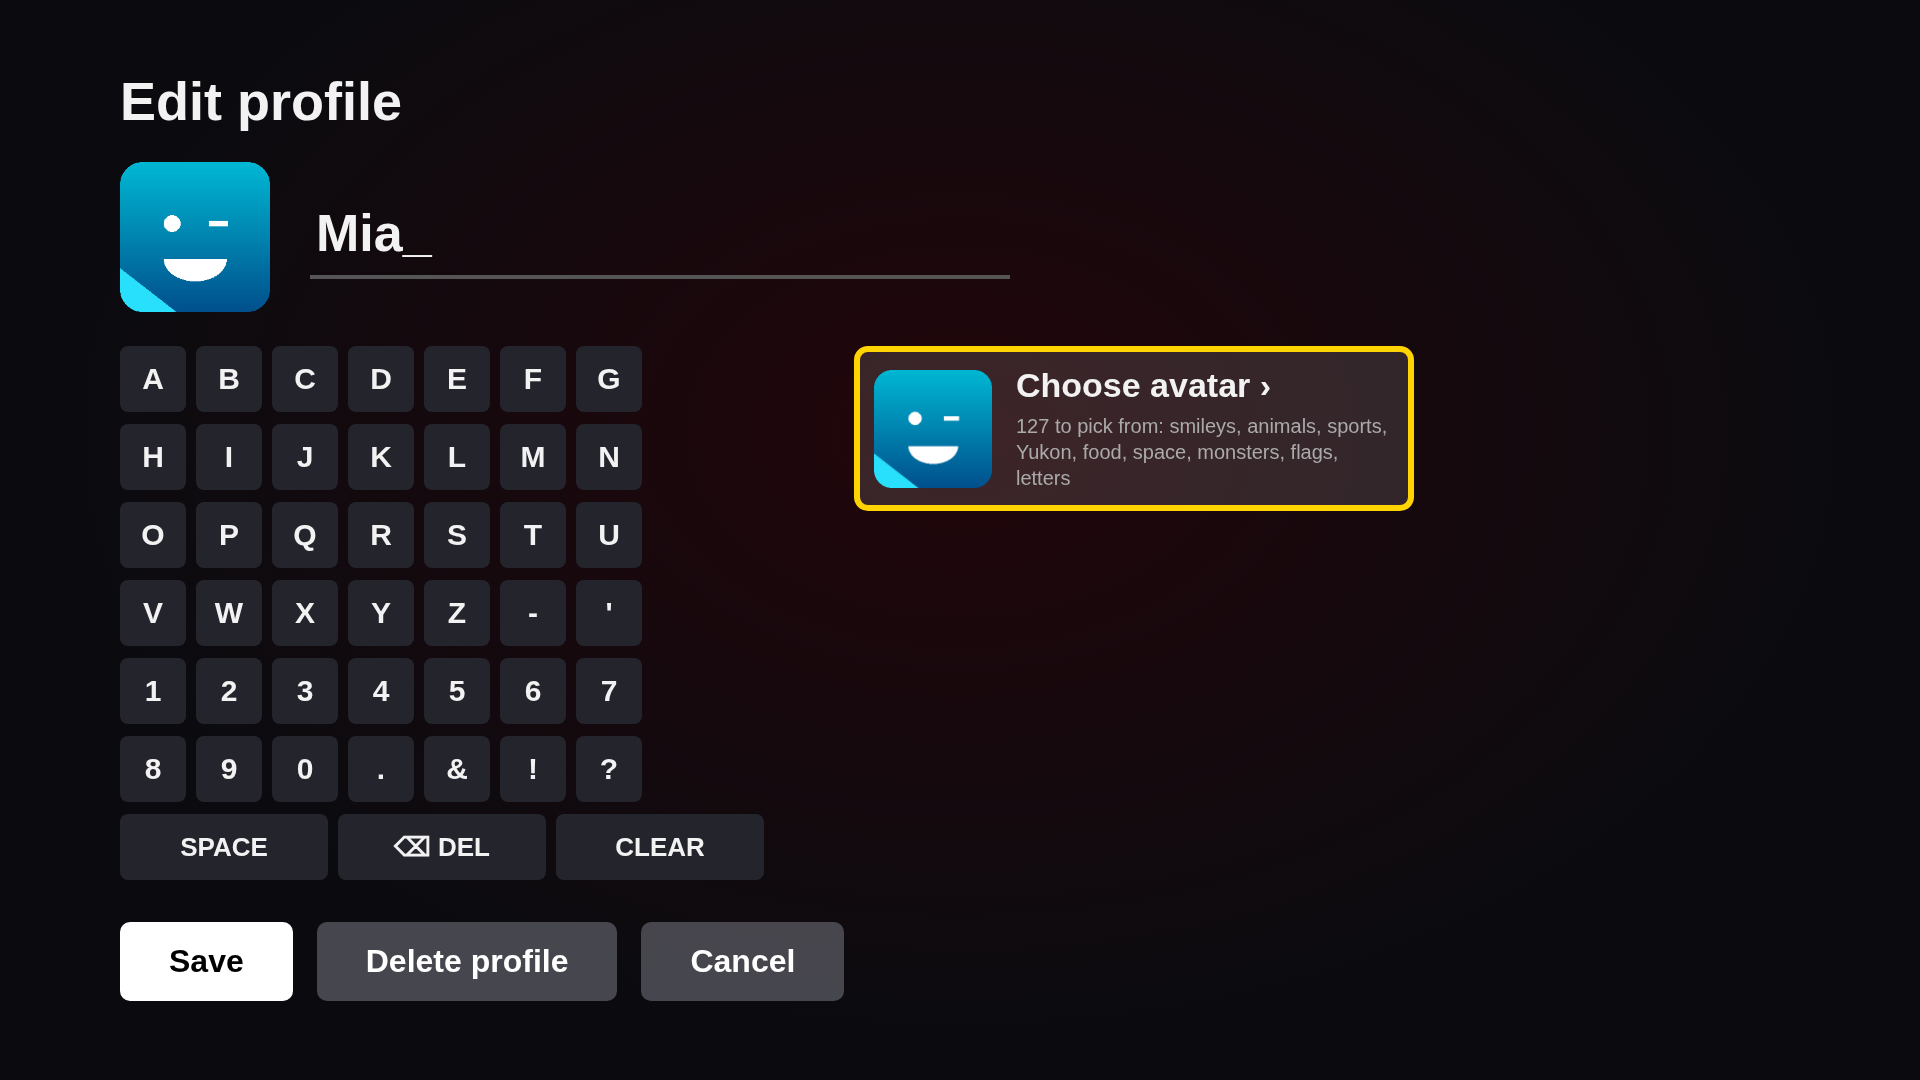 Edit profile
Mia_
A B C D E F G
H I J K L M N
O P Q R S T U
V W X Y Z - '
1 2 3 4 5 6 7
8 9 0 . & ! ?
SPACE ⌫ DEL CLEAR
Choose avatar ›
127 to pick from: smileys, animals, sports,
Yukon, food, space, monsters, flags,
letters
Save Delete profile Cancel